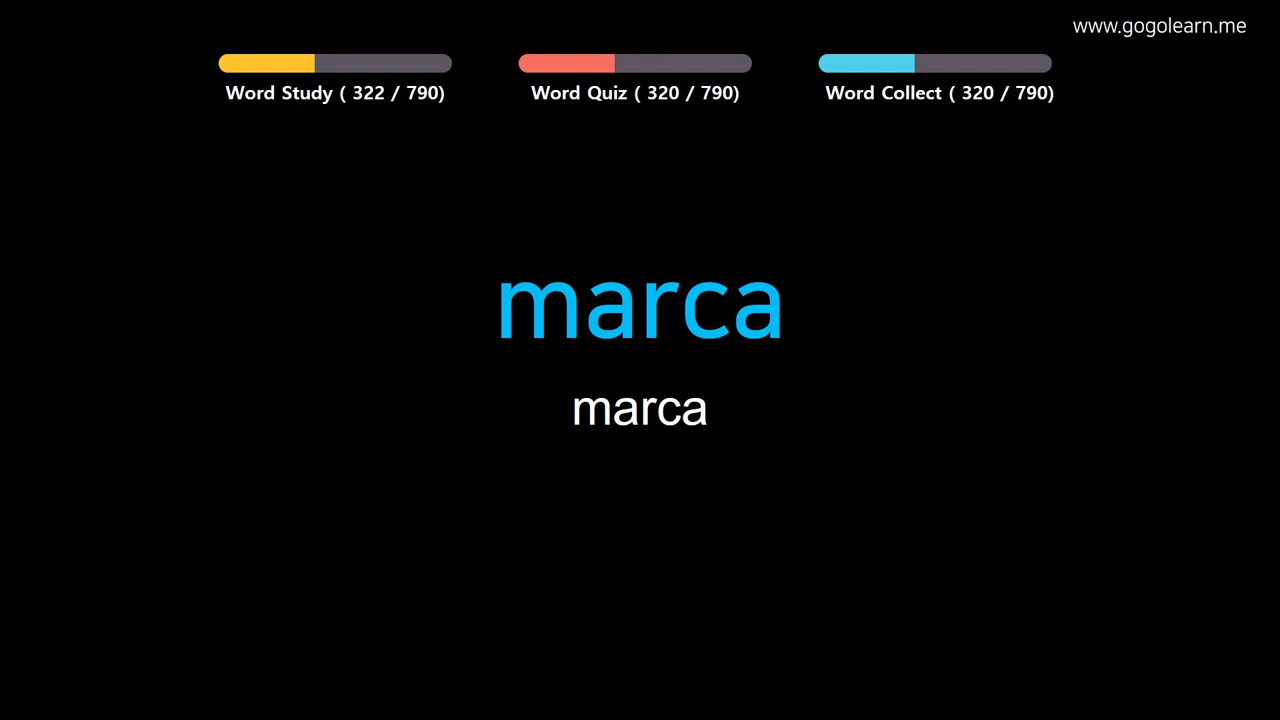 www.gogolearn.me
Word Study ( 322 / 790)
Word Quiz ( 320 / 790)
Word Collect ( 320 / 790)
marca
marca